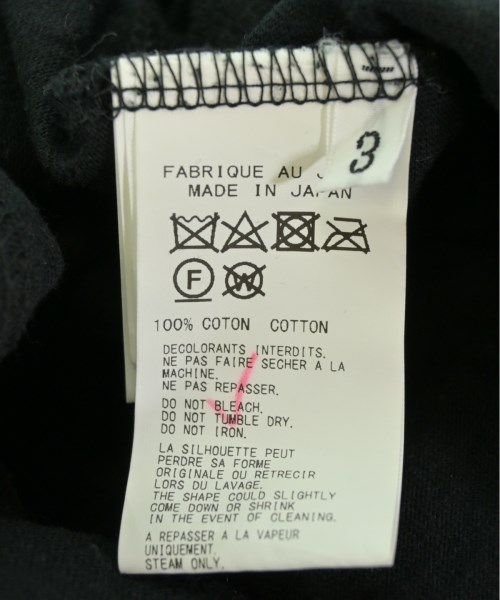 3
FABRIQUE AU
MADE IN JAPAN
F W
100% COTON COTTON
DECOLORANTS INTERDITS.
NE PAS FAIRE SECHER A LA
MACHINE.
NE PAS REPASSER.
DO NOT BLEACH.
DO NOT TUMBLE DRY.
DO NOT IRON.
LA SILHOUETTE PEUT
PERDRE SA FORME
ORIGINALE OU RETRECIR
LORS DU LAVAGE.
THE SHAPE COULD SLIGHTLY
COME DOWN OR SHRINK
IN THE EVENT OF CLEANING.
A REPASSER A LA VAPEUR
UNIQUEMENT.
STEAM ONLY.